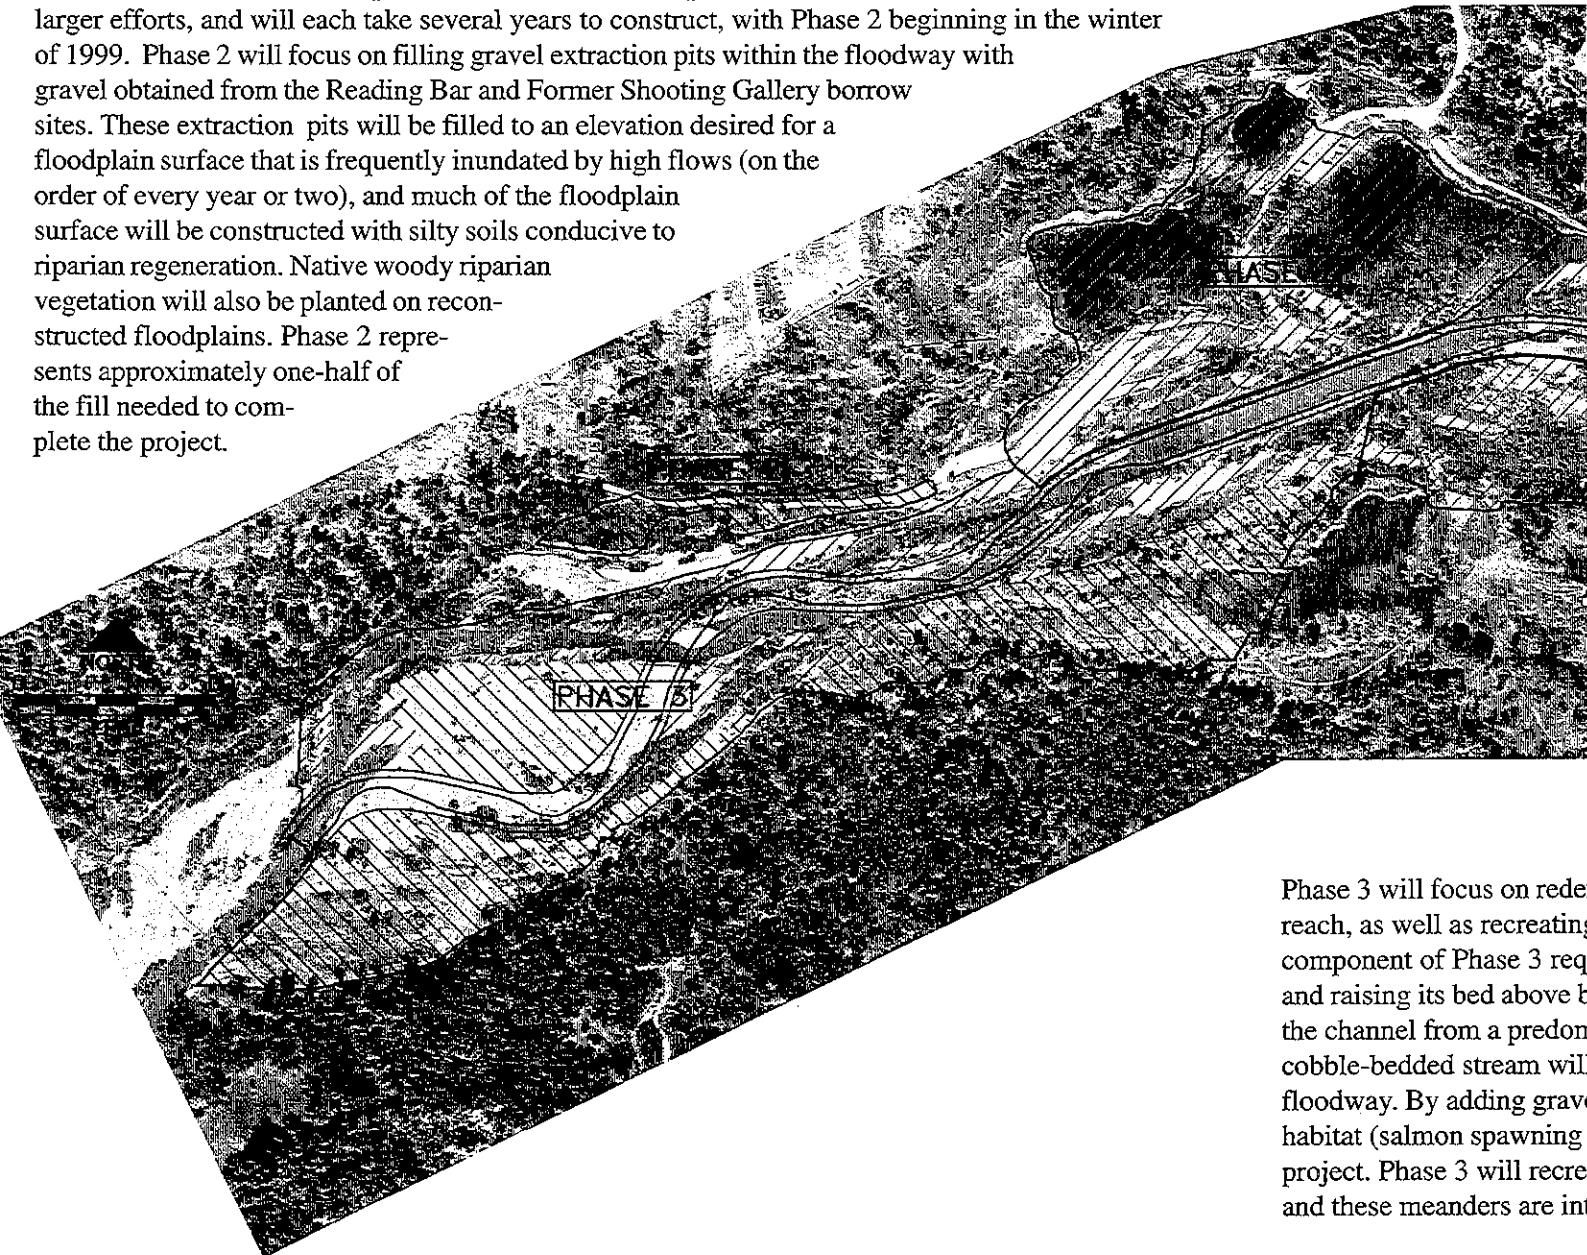 larger efforts, and will each take several years to construct, with Phase 2 beginning in the winter
of 1999. Phase 2 will focus on filling gravel extraction pits within the floodway with
gravel obtained from the Reading Bar and Former Shooting Gallery borrow
sites. These extraction pits will be filled to an elevation desired for a
floodplain surface that is frequently inundated by high flows (on the
order of every year or two), and much of the floodplain
surface will be constructed with silty soils conducive to
riparian regeneration. Native woody riparian
vegetation will also be planted on recon-
structed floodplains. Phase 2 repre-
sents approximately one-half of
the fill needed to com-
plete the project.
PHASE
NORTH
PHASE 3
Phase 3 will focus on rede
reach, as well as recreating
component of Phase 3 req
and raising its bed above b
the channel from a predon
cobble-bedded stream will
floodway. By adding grave
habitat (salmon spawning
project. Phase 3 will recre
and these meanders are int